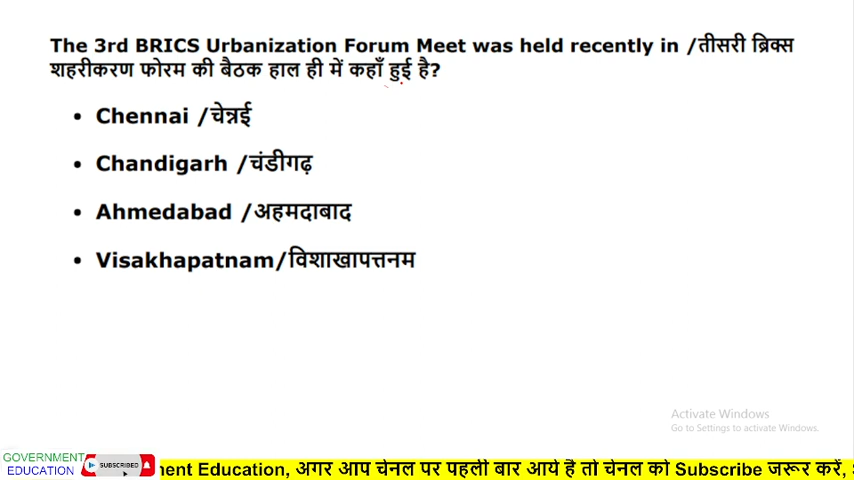 The 3rd BRICS Urbanization Forum Meet was held recently in /तीसरी ब्रिक्स
शहरीकरण फोरम की बैठक हाल ही में कहाँ हुई है?
• Chennai /चेन्नई
• Chandigarh /चंडीगढ़
• Ahmedabad /अहमदाबाद
• Visakhapatnam/विशाखापत्तनम
Activate Windows
Go to Settings to activate Windows.
GOVERNMENT
EDUCATION
SUBSCRIBED
ment Education, अगर आप चेनल पर पहली बार आये है तो चेनल को Subscribe जरूर करें,